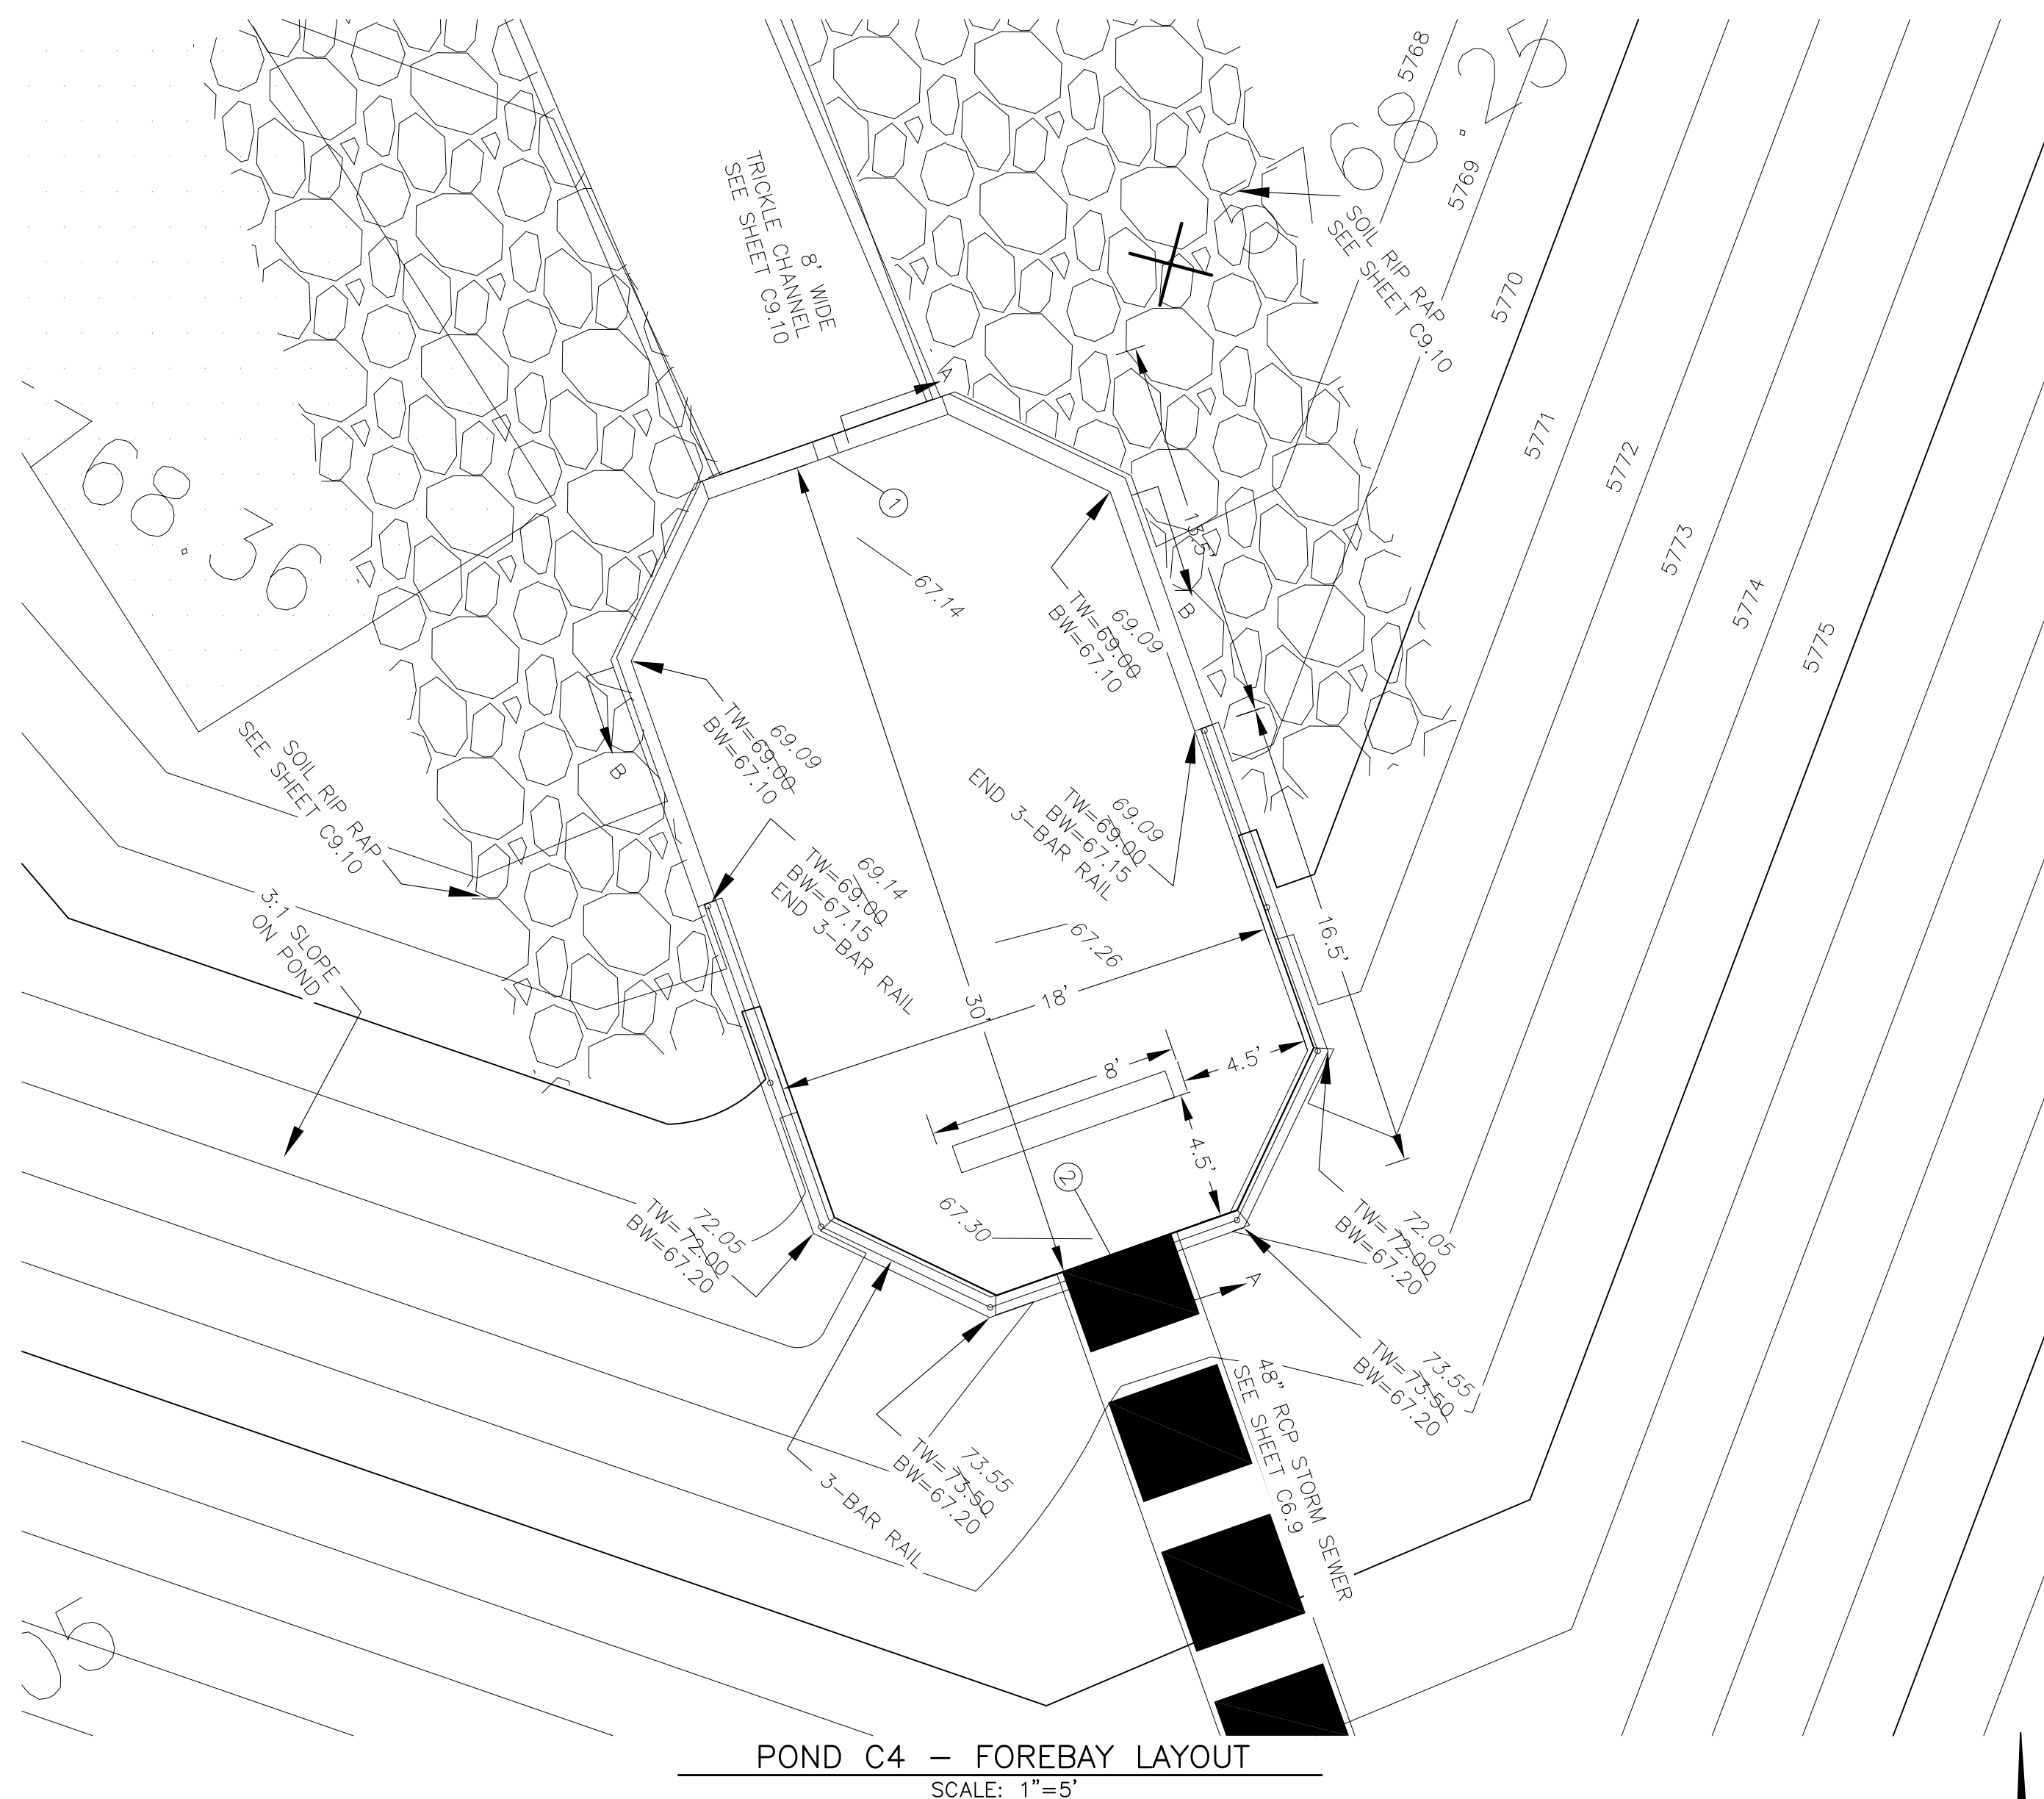 5768
68.25
5769
TRICKLE CHANNEL
SEE SHEET C9.10
8' WIDE
SOIL RIP RAP
SEE SHEET C9.10
5770
A
5771
68.36
1
13.5'
5772
67.14
B
5773
69.09
TW=69.00
BW=67.10
5774
5775
69.09
TW=69.00
BW=67.10
B
SOIL RIP RAP
SEE SHEET C9.10
69.09
TW=69.00
BW=67.15
END 3-BAR RAIL
69.14
TW=69.00
BW=67.15
END 3-BAR RAIL
3:1 SLOPE
ON POND
67.26
16.5'
18'
30'
8'
4.5'
4.5'
2
67.30
72.05
TW=72.00
BW=67.20
72.05
TW=72.00
BW=67.20
A
73.55
TW=73.50
BW=67.20
48" RCP STORM SEWER
SEE SHEET C6.9
73.55
TW=73.50
BW=67.20
3-BAR RAIL
POND C4 - FOREBAY LAYOUT
SCALE: 1"=5'